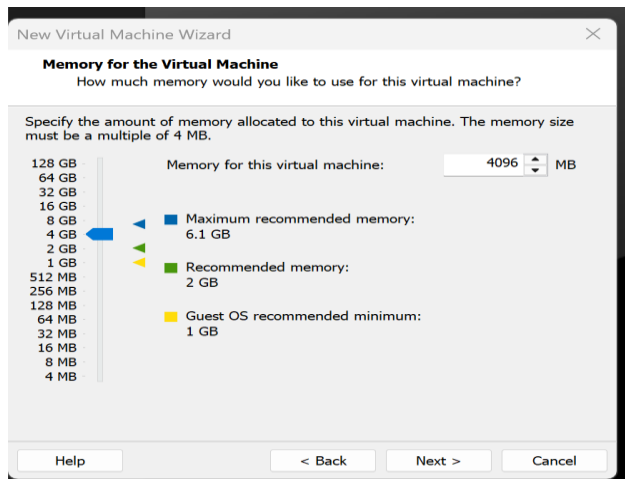 New Virtual Machine Wizard
Memory for the Virtual Machine
How much memory would you like to use for this virtual machine?
Specify the amount of memory allocated to this virtual machine. The memory size
must be a multiple of 4 MB.
128 GB
64 GB
32 GB
16 GB
8 GB
4 GB
2 GB
1 GB
512 MB
256 MB
128 MB
64 MB
32 MB
16 MB
8 MB
4 MB
Memory for this virtual machine: 4096 MB
Maximum recommended memory:
6.1 GB
Recommended memory:
2 GB
Guest OS recommended minimum:
1 GB
Help < Back Next > Cancel